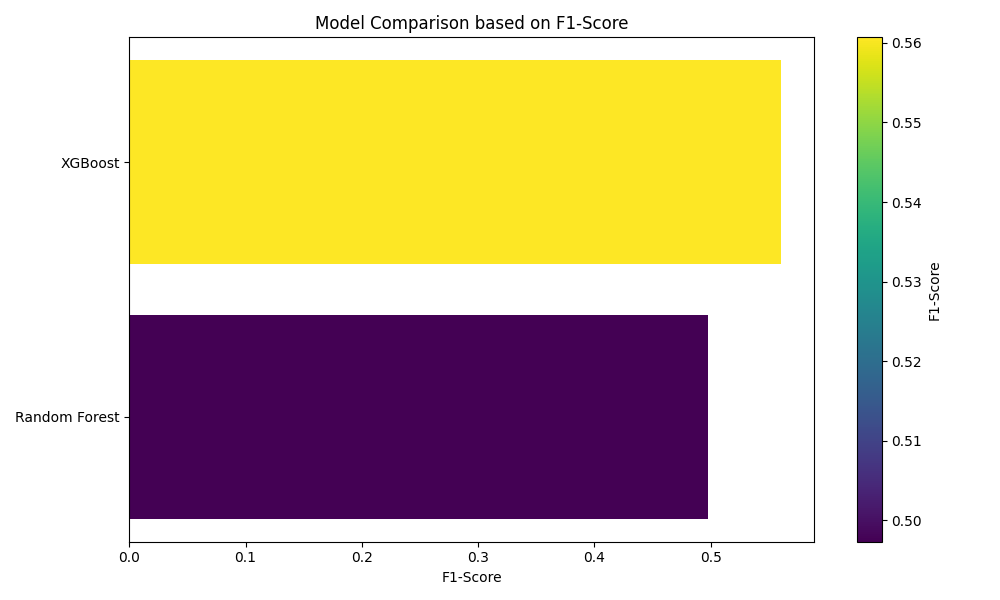 Model Comparison based on F1-Score
XGBoost
Random Forest
0.0
0.1
0.2
0.3
0.4
0.5
F1-Score
0.56
0.55
0.54
0.53
0.52
0.51
0.50
F1-Score